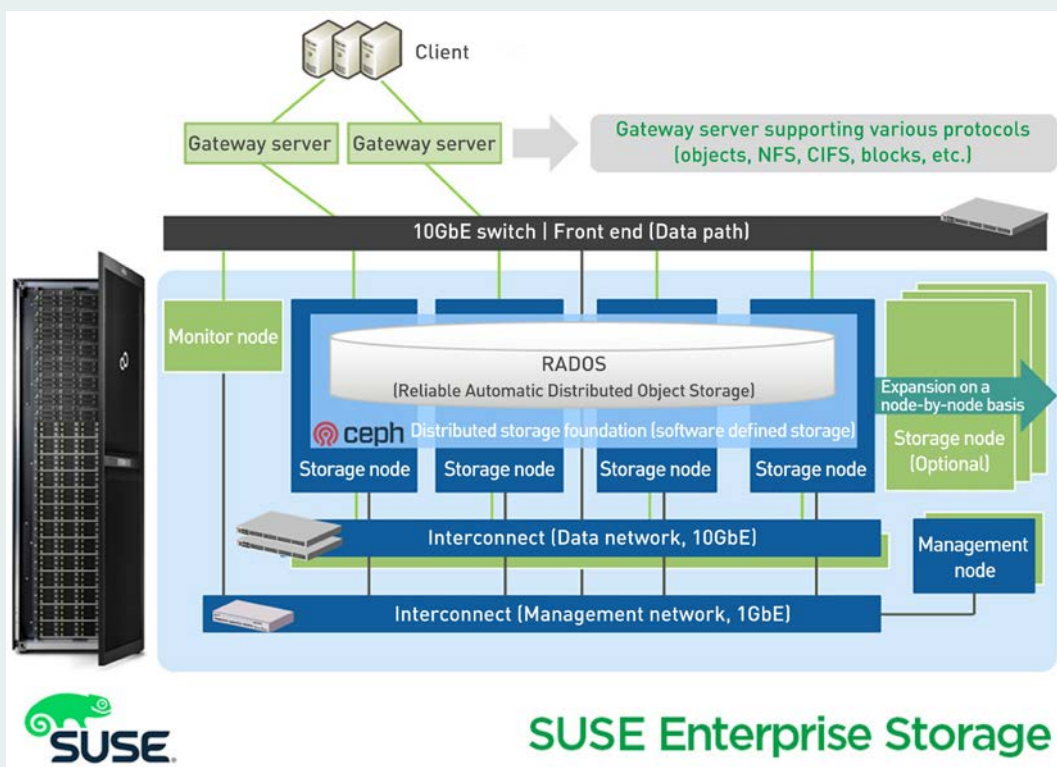 Client
Gateway server
Gateway server
Gateway server supporting various protocols
(objects, NFS, CIFS, blocks, etc.)
10GbE switch | Front end (Data path)
Monitor node
RADOS
(Reliable Automatic Distributed Object Storage)
ceph Distributed storage foundation (software defined storage)
Storage node
Storage node
Storage node
Storage node
Expansion on a
node-by-node basis
Storage node
(Optional)
Interconnect (Data network, 10GbE)
Management
node
Interconnect (Management network, 1GbE)
SUSE.
SUSE Enterprise Storage